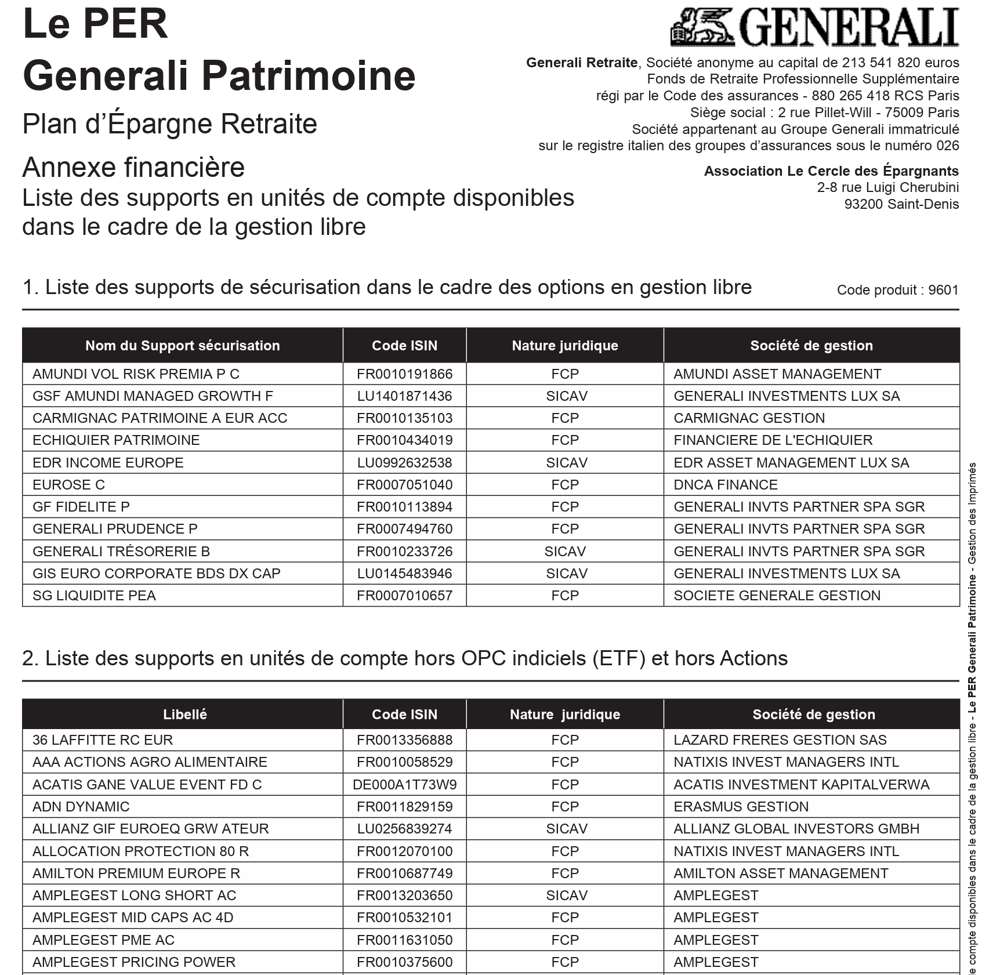 Le PER
Generali Patrimoine
Plan d’Épargne Retraite
Annexe financière
Liste des supports en unités de compte disponibles
dans le cadre de la gestion libre
GENERALI
Generali Retraite, Société anonyme au capital de 213 541 820 euros
Fonds de Retraite Professionnelle Supplémentaire
régi par le Code des assurances - 880 265 418 RCS Paris
Siège social : 2 rue Pillet-Will - 75009 Paris
Société appartenant au Groupe Generali immatriculé
sur le registre italien des groupes d’assurances sous le numéro 026
Association Le Cercle des Épargnants
2-8 rue Luigi Cherubini
93200 Saint-Denis
1. Liste des supports de sécurisation dans le cadre des options en gestion libre Code produit : 9601
Nom du Support sécurisation Code ISIN Nature juridique Société de gestion
AMUNDI VOL RISK PREMIA P C FR0010191866 FCP AMUNDI ASSET MANAGEMENT
GSF AMUNDI MANAGED GROWTH F LU1401871436 SICAV GENERALI INVESTMENTS LUX SA
CARMIGNAC PATRIMOINE A EUR ACC FR0010135103 FCP CARMIGNAC GESTION
ECHIQUIER PATRIMOINE FR0010434019 FCP FINANCIERE DE L'ECHIQUIER
EDR INCOME EUROPE LU0992632538 SICAV EDR ASSET MANAGEMENT LUX SA
EUROSE C FR0007051040 FCP DNCA FINANCE
GF FIDELITE P FR0010113894 FCP GENERALI INVTS PARTNER SPA SGR
GENERALI PRUDENCE P FR0007494760 FCP GENERALI INVTS PARTNER SPA SGR
GENERALI TRÉSORERIE B FR0010233726 SICAV GENERALI INVTS PARTNER SPA SGR
GIS EURO CORPORATE BDS DX CAP LU0145483946 SICAV GENERALI INVESTMENTS LUX SA
SG LIQUIDITE PEA FR0007010657 FCP SOCIETE GENERALE GESTION
2. Liste des supports en unités de compte hors OPC indiciels (ETF) et hors Actions
Libellé Code ISIN Nature juridique Société de gestion
36 LAFFITTE RC EUR FR0013356888 FCP LAZARD FRERES GESTION SAS
AAA ACTIONS AGRO ALIMENTAIRE FR0010058529 FCP NATIXIS INVEST MANAGERS INTL
ACATIS GANE VALUE EVENT FD C DE000A1T73W9 FCP ACATIS INVESTMENT KAPITALVERWA
ADN DYNAMIC FR0011829159 FCP ERASMUS GESTION
ALLIANZ GIF EUROEQ GRW ATEUR LU0256839274 SICAV ALLIANZ GLOBAL INVESTORS GMBH
ALLOCATION PROTECTION 80 R FR0012070100 FCP NATIXIS INVEST MANAGERS INTL
AMILTON PREMIUM EUROPE R FR0010687749 FCP AMILTON ASSET MANAGEMENT
AMPLEGEST LONG SHORT AC FR0013203650 SICAV AMPLEGEST
AMPLEGEST MID CAPS AC 4D FR0010532101 FCP AMPLEGEST
AMPLEGEST PME AC FR0011631050 FCP AMPLEGEST
AMPLEGEST PRICING POWER FR0010375600 FCP AMPLEGEST
compte disponibles dans le cadre de la gestion libre - Le PER Generali Patrimoine - Gestion des Imprimés